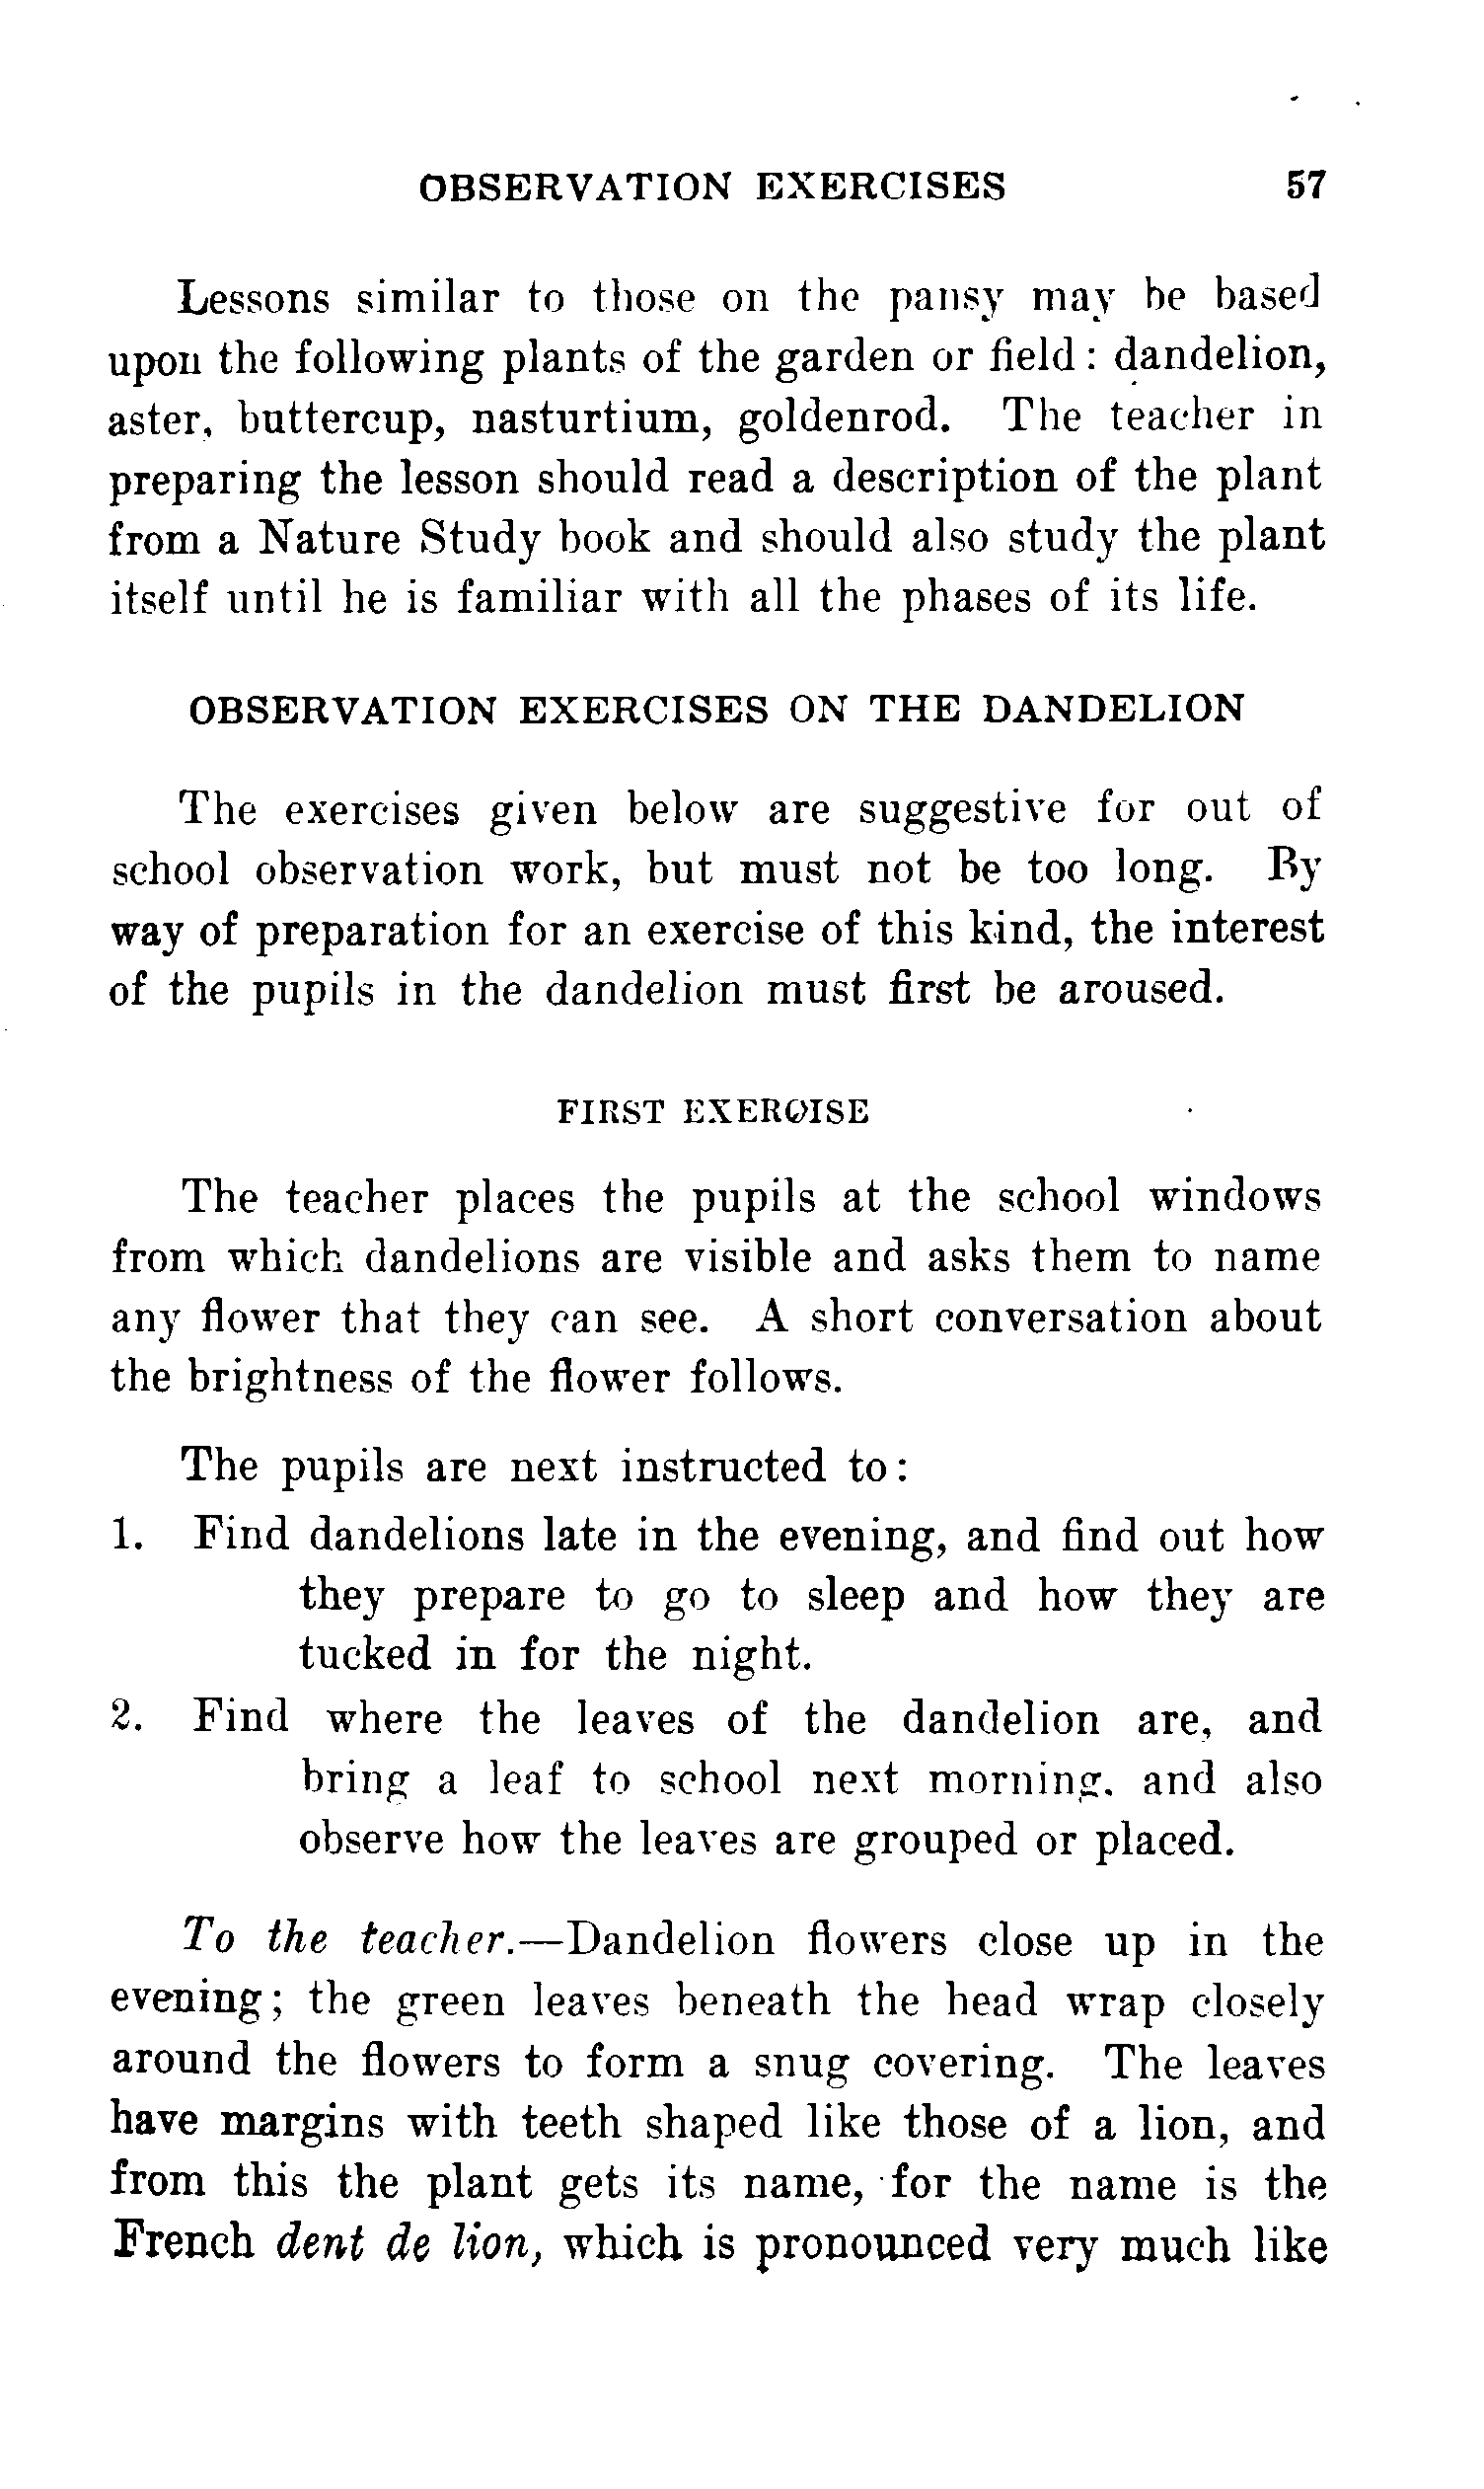 OBSERVATION EXERCISES 57
Lessons similar to those on the pansy may be based
upon the following plants of the garden or field: dandelion,
aster, buttercup, nasturtium, goldenrod. The teacher in
preparing the lesson should read a description of the plant
from a Nature Study book and should also study the plant
itself until he is familiar with all the phases of its life.
OBSERVATION EXERCISES ON THE DANDELION
The exercises given below are suggestive for out of
school observation work, but must not be too long. By
way of preparation for an exercise of this kind, the interest
of the pupils in the dandelion must first be aroused.
FIRST EXERCISE
The teacher places the pupils at the school windows
from which dandelions are visible and asks them to name
any flower that they can see. A short conversation about
the brightness of the flower follows.
The pupils are next instructed to:
1. Find dandelions late in the evening, and find out how
they prepare to go to sleep and how they are
tucked in for the night.
2. Find where the leaves of the dandelion are, and
bring a leaf to school next morning, and also
observe how the leaves are grouped or placed.
To the teacher.—Dandelion flowers close up in the
evening; the green leaves beneath the head wrap closely
around the flowers to form a snug covering. The leaves
have margins with teeth shaped like those of a lion, and
from this the plant gets its name, for the name is the
French dent de lion, which is pronounced very much like